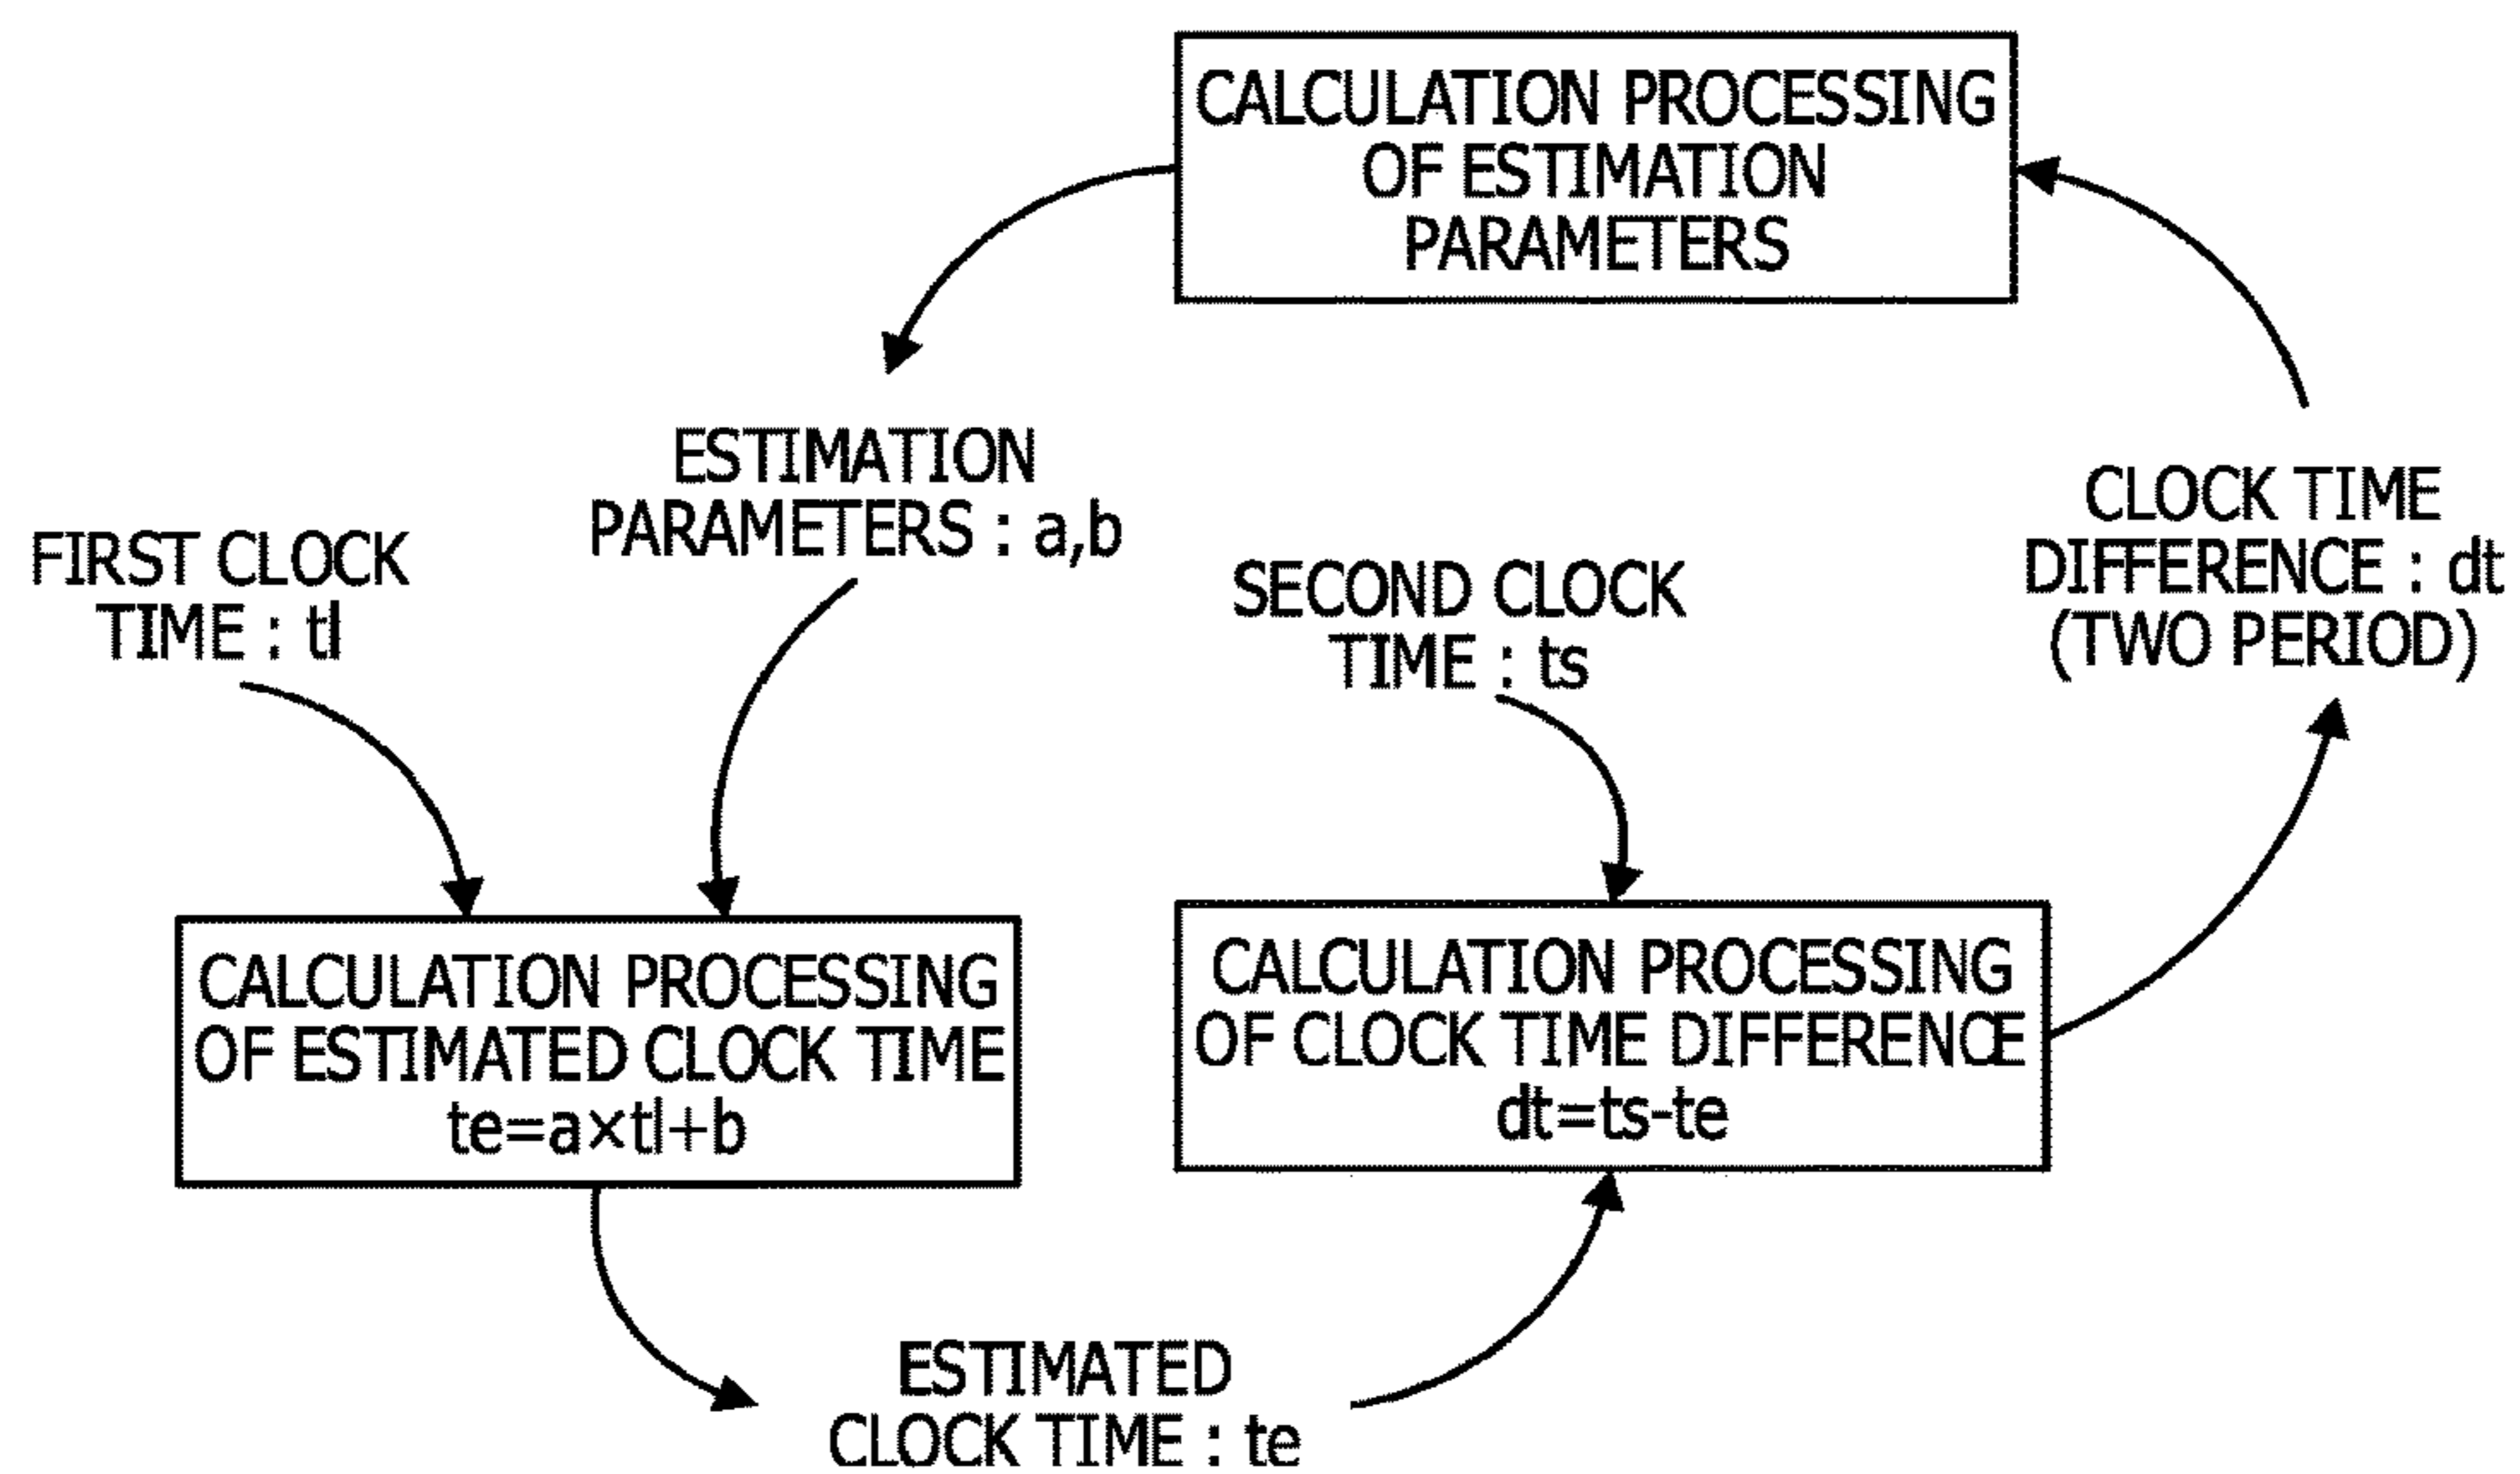 CALCULATION PROCESSING
OF ESTIMATION
PARAMETERS
ESTIMATION
PARAMETERS : a,b
FIRST CLOCK
TIME : tl
SECOND CLOCK
TIME : ts
CLOCK TIME
DIFFERENCE : dt
(TWO PERIOD)
CALCULATION PROCESSING
OF ESTIMATED CLOCK TIME
te=a×tl+b
CALCULATION PROCESSING
OF CLOCK TIME DIFFERENCE
dt=ts-te
ESTIMATED
CLOCK TIME : te